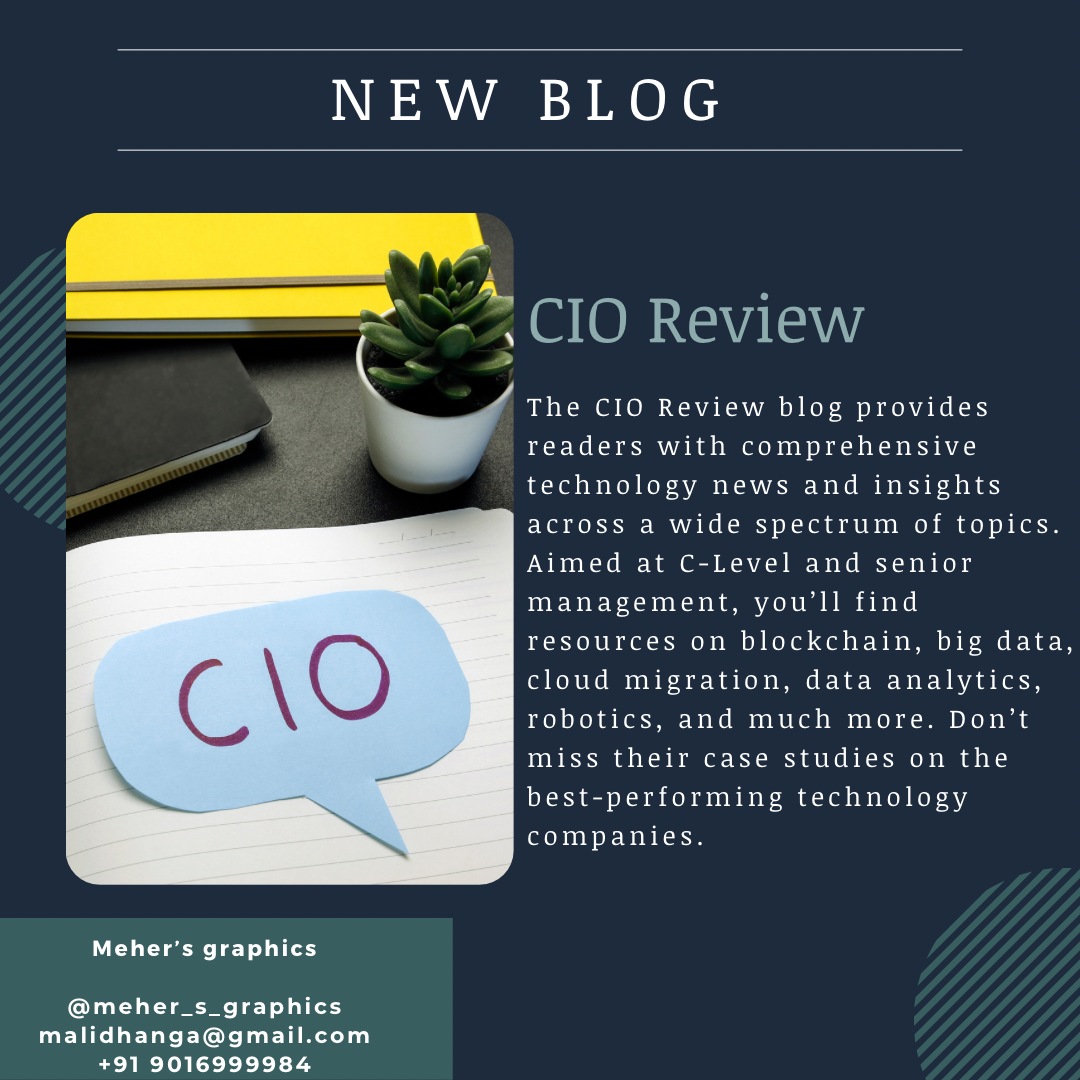 NEW BLOG
CIO Review
The CIO Review blog provides
readers with comprehensive
technology news and insights
across a wide spectrum of topics.
Aimed at C-Level and senior
management, you’ll find
resources on blockchain, big data,
cloud migration, data analytics,
robotics, and much more. Don’t
miss their case studies on the
best-performing technology
companies.
CIO
Meher’s graphics
@meher_s_graphics
malidhanga@gmail.com
+91 9016999984